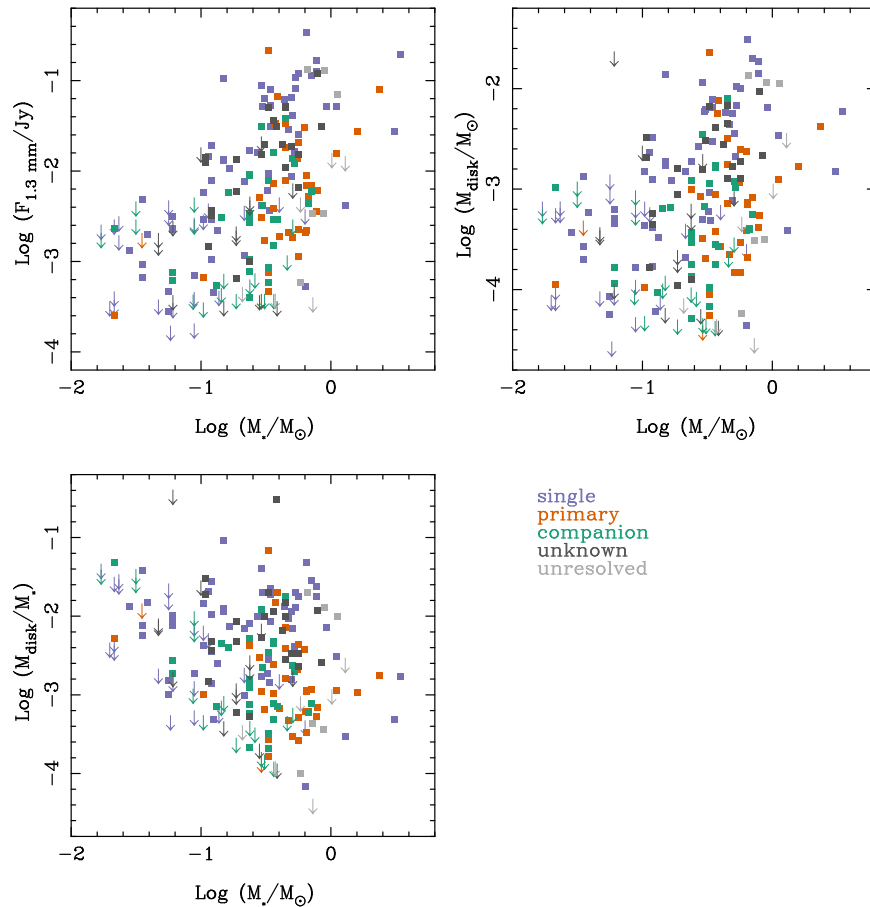 Log (F1.3 mm/Jy)
-1
-2
-3
-4
-2
-1
0
Log (M*/M⊙)
Log (Mdisk/M⊙)
-2
-3
-4
-2
-1
0
Log (M*/M⊙)
Log (Mdisk/M*)
-1
-2
-3
-4
-2
-1
0
Log (M*/M⊙)
single
primary
companion
unknown
unresolved